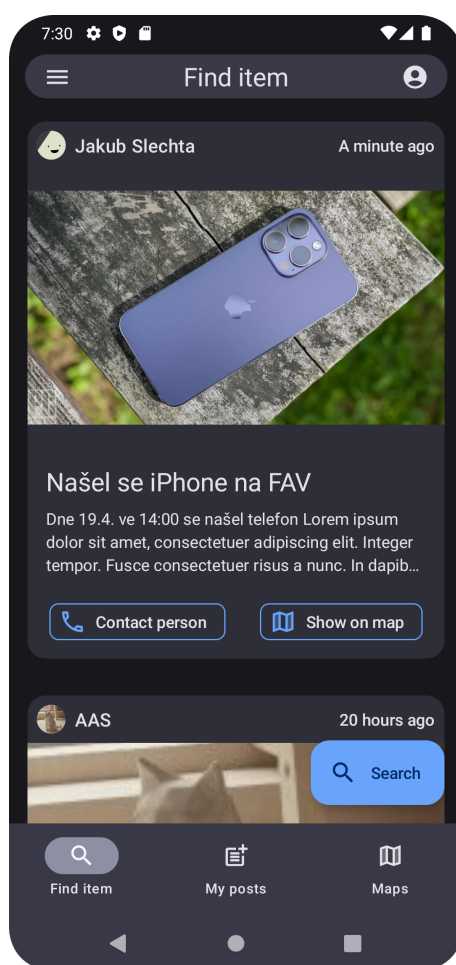 7:30
Find item
Jakub Slechta
A minute ago
Našel se iPhone na FAV
Dne 19.4. ve 14:00 se našel telefon Lorem ipsum
dolor sit amet, consectetuer adipiscing elit. Integer
tempor. Fusce consectetuer risus a nunc. In dapib…
Contact person
Show on map
AAS
20 hours ago
Search
Find item
My posts
Maps